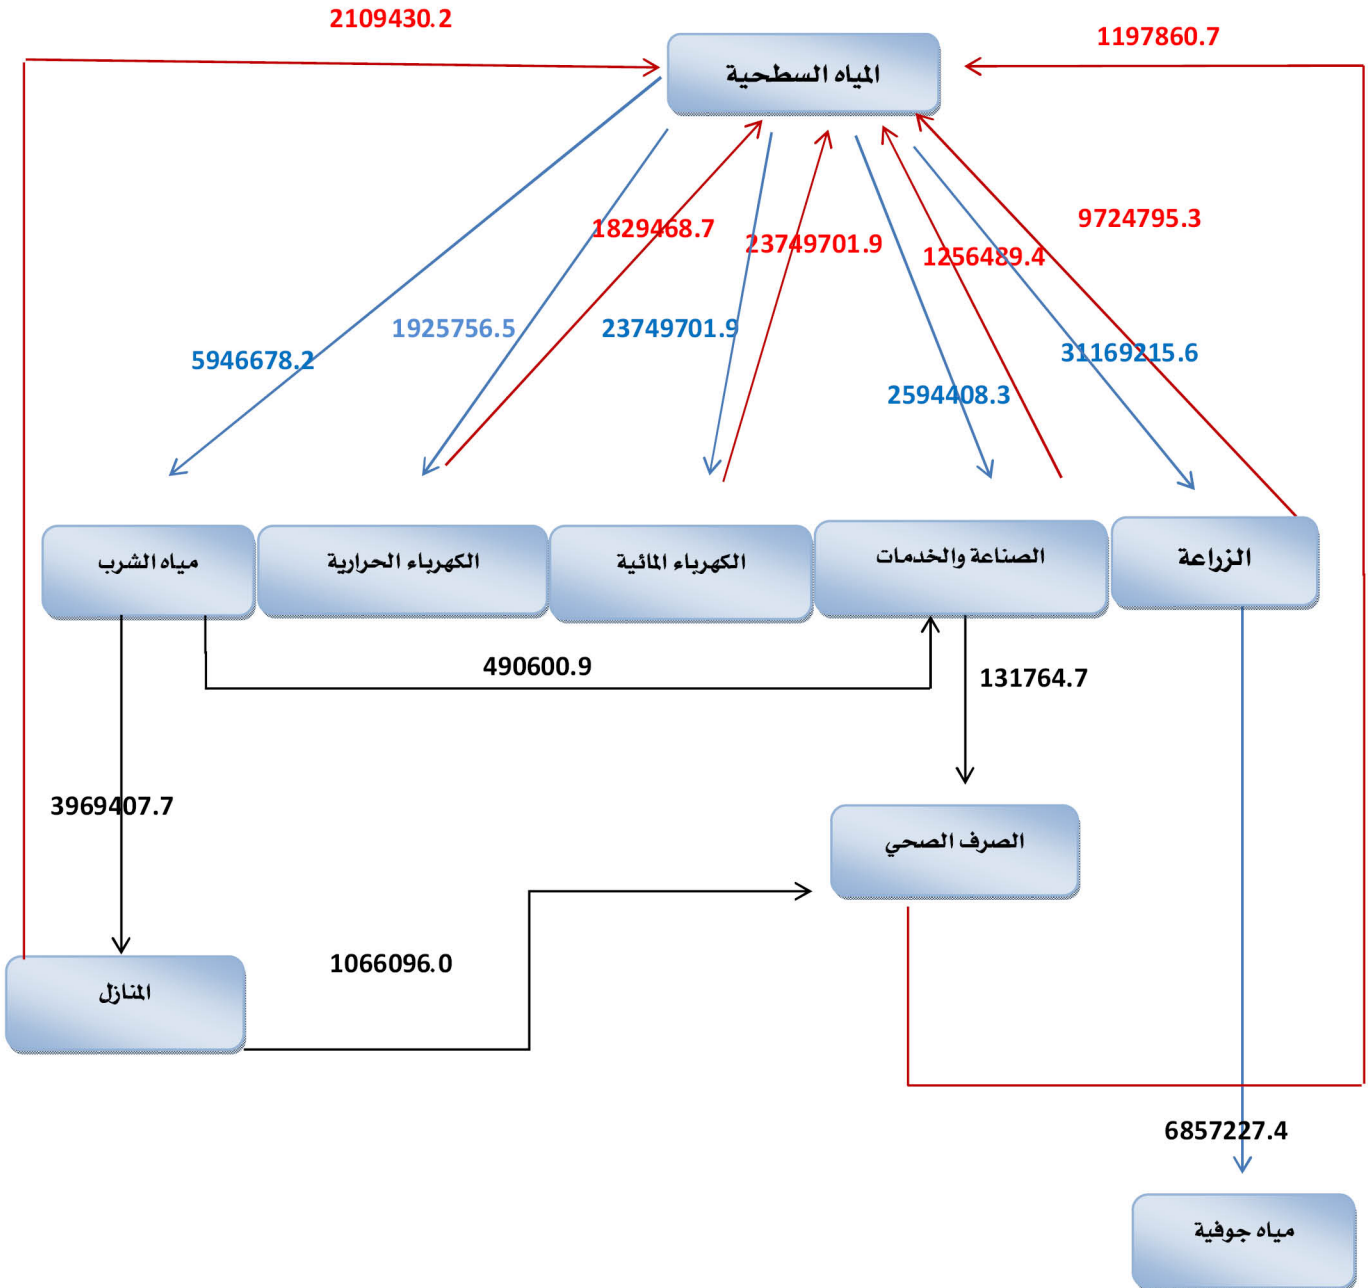 2109430.2
1197860.7
المياه السطحية
9724795.3
1829468.7
23749701.9
1256489.4
1925756.5
23749701.9
5946678.2
31169215.6
2594408.3
الزراعة
الصناعة والخدمات
الكهرباء المائية
الكهرباء الحرارية
مياه الشرب
490600.9
131764.7
3969407.7
الصرف الصحي
1066096.0
المنازل
6857227.4
مياه جوفية